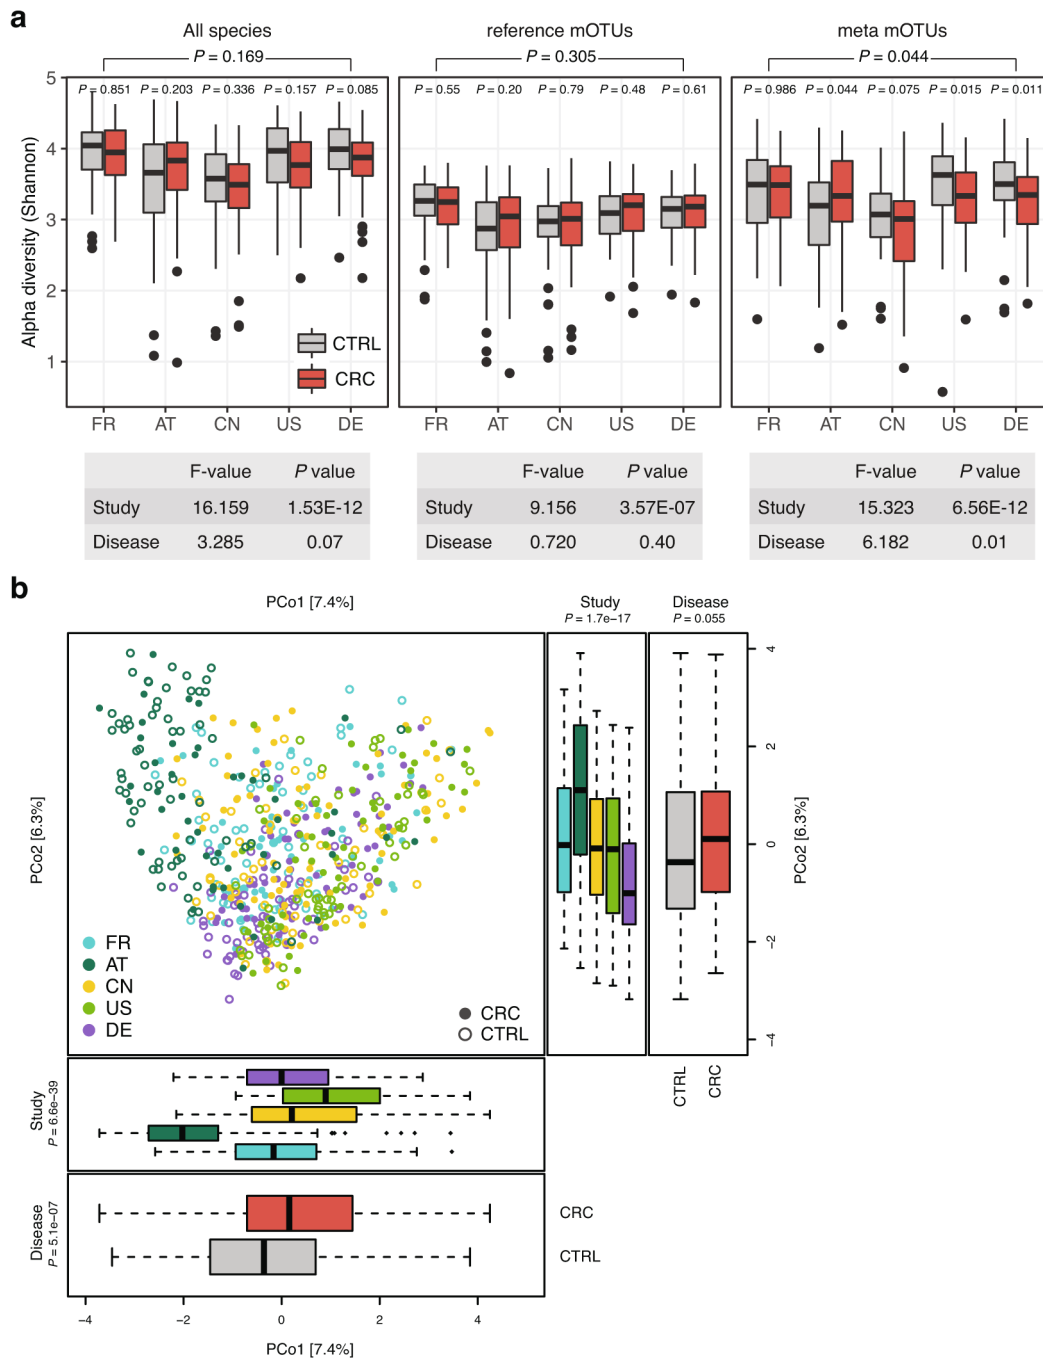 a
All species
reference mOTUs
meta mOTUs
P = 0.169
P = 0.305
P = 0.044
P = 0.851 P = 0.203 P = 0.336 P = 0.157 P = 0.085
P = 0.55 P = 0.20 P = 0.79 P = 0.48 P = 0.61
P = 0.986 P = 0.044 P = 0.075 P = 0.015 P = 0.011
Alpha diversity (Shannon)
5
4
3
2
1
CTRL
CRC
FR AT CN US DE
FR AT CN US DE
FR AT CN US DE
F-value P value
Study 16.159 1.53E-12
Disease 3.285 0.07
F-value P value
Study 9.156 3.57E-07
Disease 0.720 0.40
F-value P value
Study 15.323 6.56E-12
Disease 6.182 0.01
b
PCo1 [7.4%]
Study
P = 1.7e−17
Disease
P = 0.055
PCo2 [6.3%]
FR
AT
CN
US
DE
CRC
CTRL
4
2
0
−2
−4
PCo2 [6.3%]
CTRL
CRC
Study
P = 6.6e−39
Disease
P = 5.1e−07
CRC
CTRL
−4 −2 0 2 4
PCo1 [7.4%]